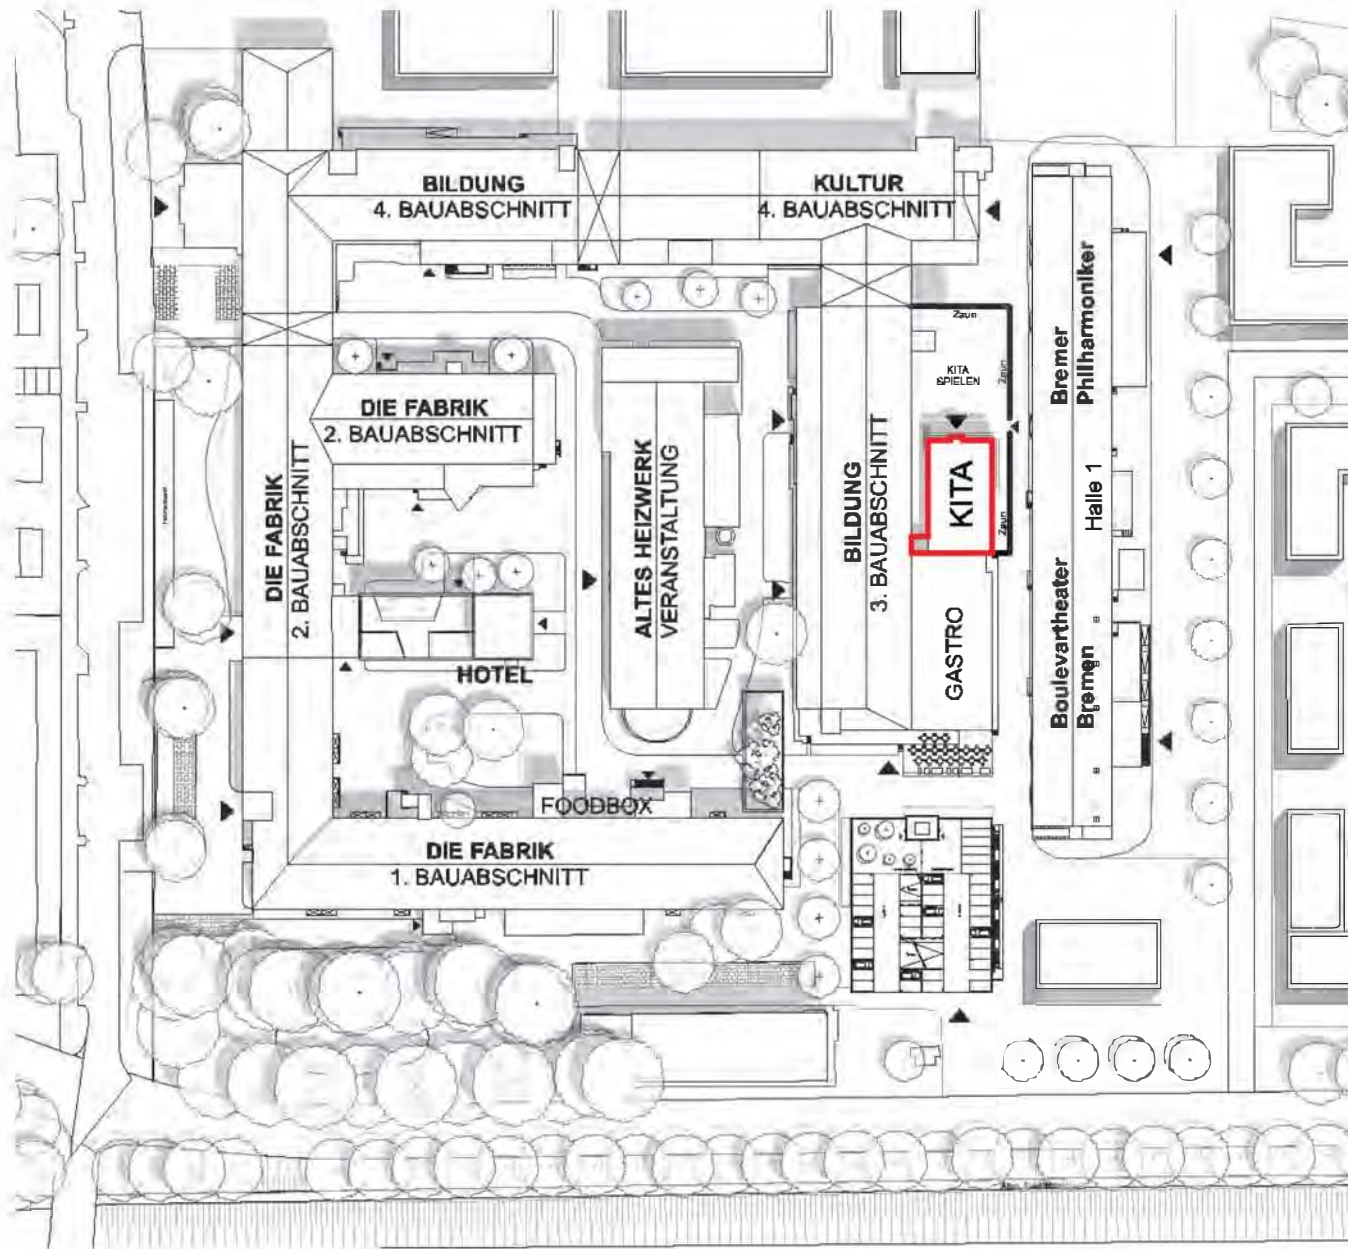 BILDUNG
4. BAUABSCHNITT
KULTUR
4. BAUABSCHNITT
Zaun
KITA
SPIELEN
Zaun
Bremer
Philharmoniker
DIE FABRIK
2. BAUABSCHNITT
DIE FABRIK
2. BAUABSCHNITT
ALTES HEIZWERK
VERANSTALTUNG
BILDUNG
3. BAUABSCHNITT
KITA
Zaun
Halle 1
HOTEL
GASTRO
Boulevartheater
Bremen
FOODBOX
DIE FABRIK
1. BAUABSCHNITT